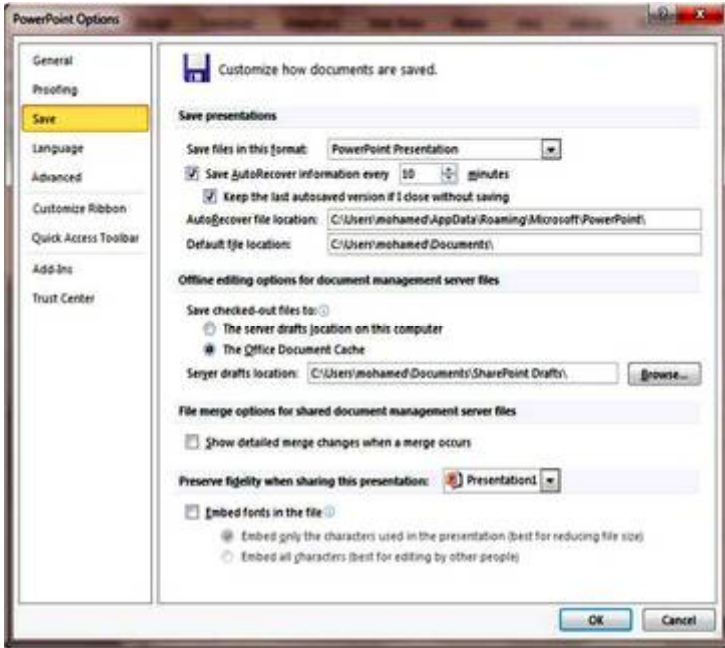 PowerPoint Options
General
Proofing
Save
Language
Advanced
Customize Ribbon
Quick Access Toolbar
Add-Ins
Trust Center
Customize how documents are saved.
Save presentations
Save files in this format: PowerPoint Presentation
Save AutoRecover information every 10 minutes
Keep the last autosaved version if I close without saving
AutoRecover file location: C:\Users\mohamed\AppData\Roaming\Microsoft\PowerPoint\
Default file location: C:\Users\mohamed\Documents\
Offline editing options for document management server files
Save checked-out files to:
The server drafts location on this computer
The Office Document Cache
Server drafts location: C:\Users\mohamed\Documents\SharePoint Drafts\ Browse...
File merge options for shared document management server files
Show detailed merge changes when a merge occurs
Preserve fidelity when sharing this presentation: Presentation1
Embed fonts in the file
Embed only the characters used in the presentation (best for reducing file size)
Embed all characters (best for editing by other people)
OK Cancel